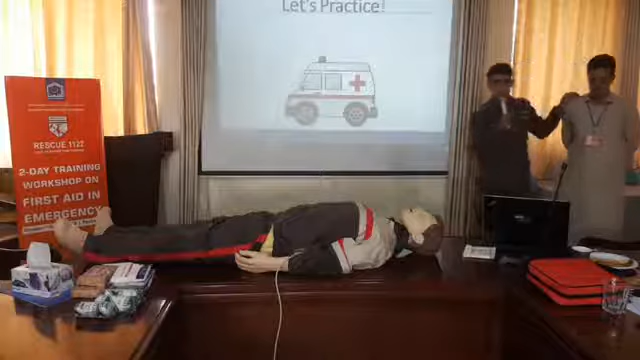 Let's Practice!
RESCUE 1122
2-DAY TRAINING
WORKSHOP ON
FIRST AID IN
EMERGENCY